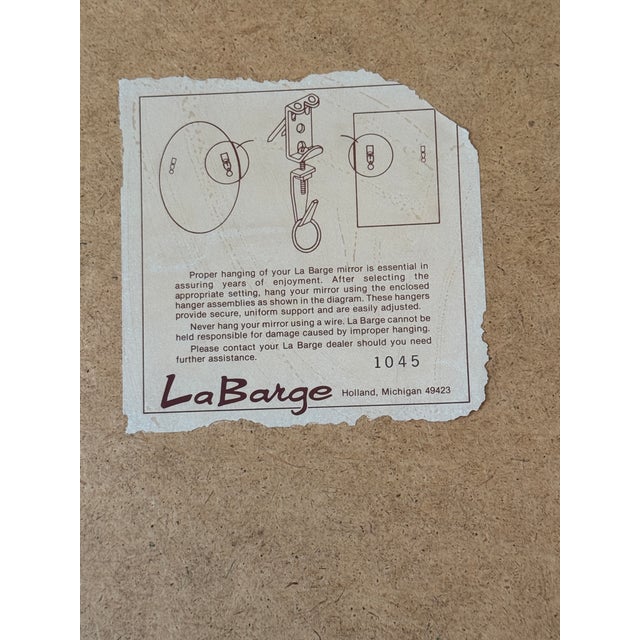 Proper hanging of your La Barge mirror is essential in
assuring years of enjoyment. After selecting the
appropriate setting, hang your mirror using the enclosed
hanger assemblies as shown in the diagram. These hangers
provide secure, uniform support and are easily adjusted.
Never hang your mirror using a wire. La Barge cannot be
held responsible for damage caused by improper hanging.
Please contact your La Barge dealer should you need
further assistance.
1045
LaBarge Holland, Michigan 49423